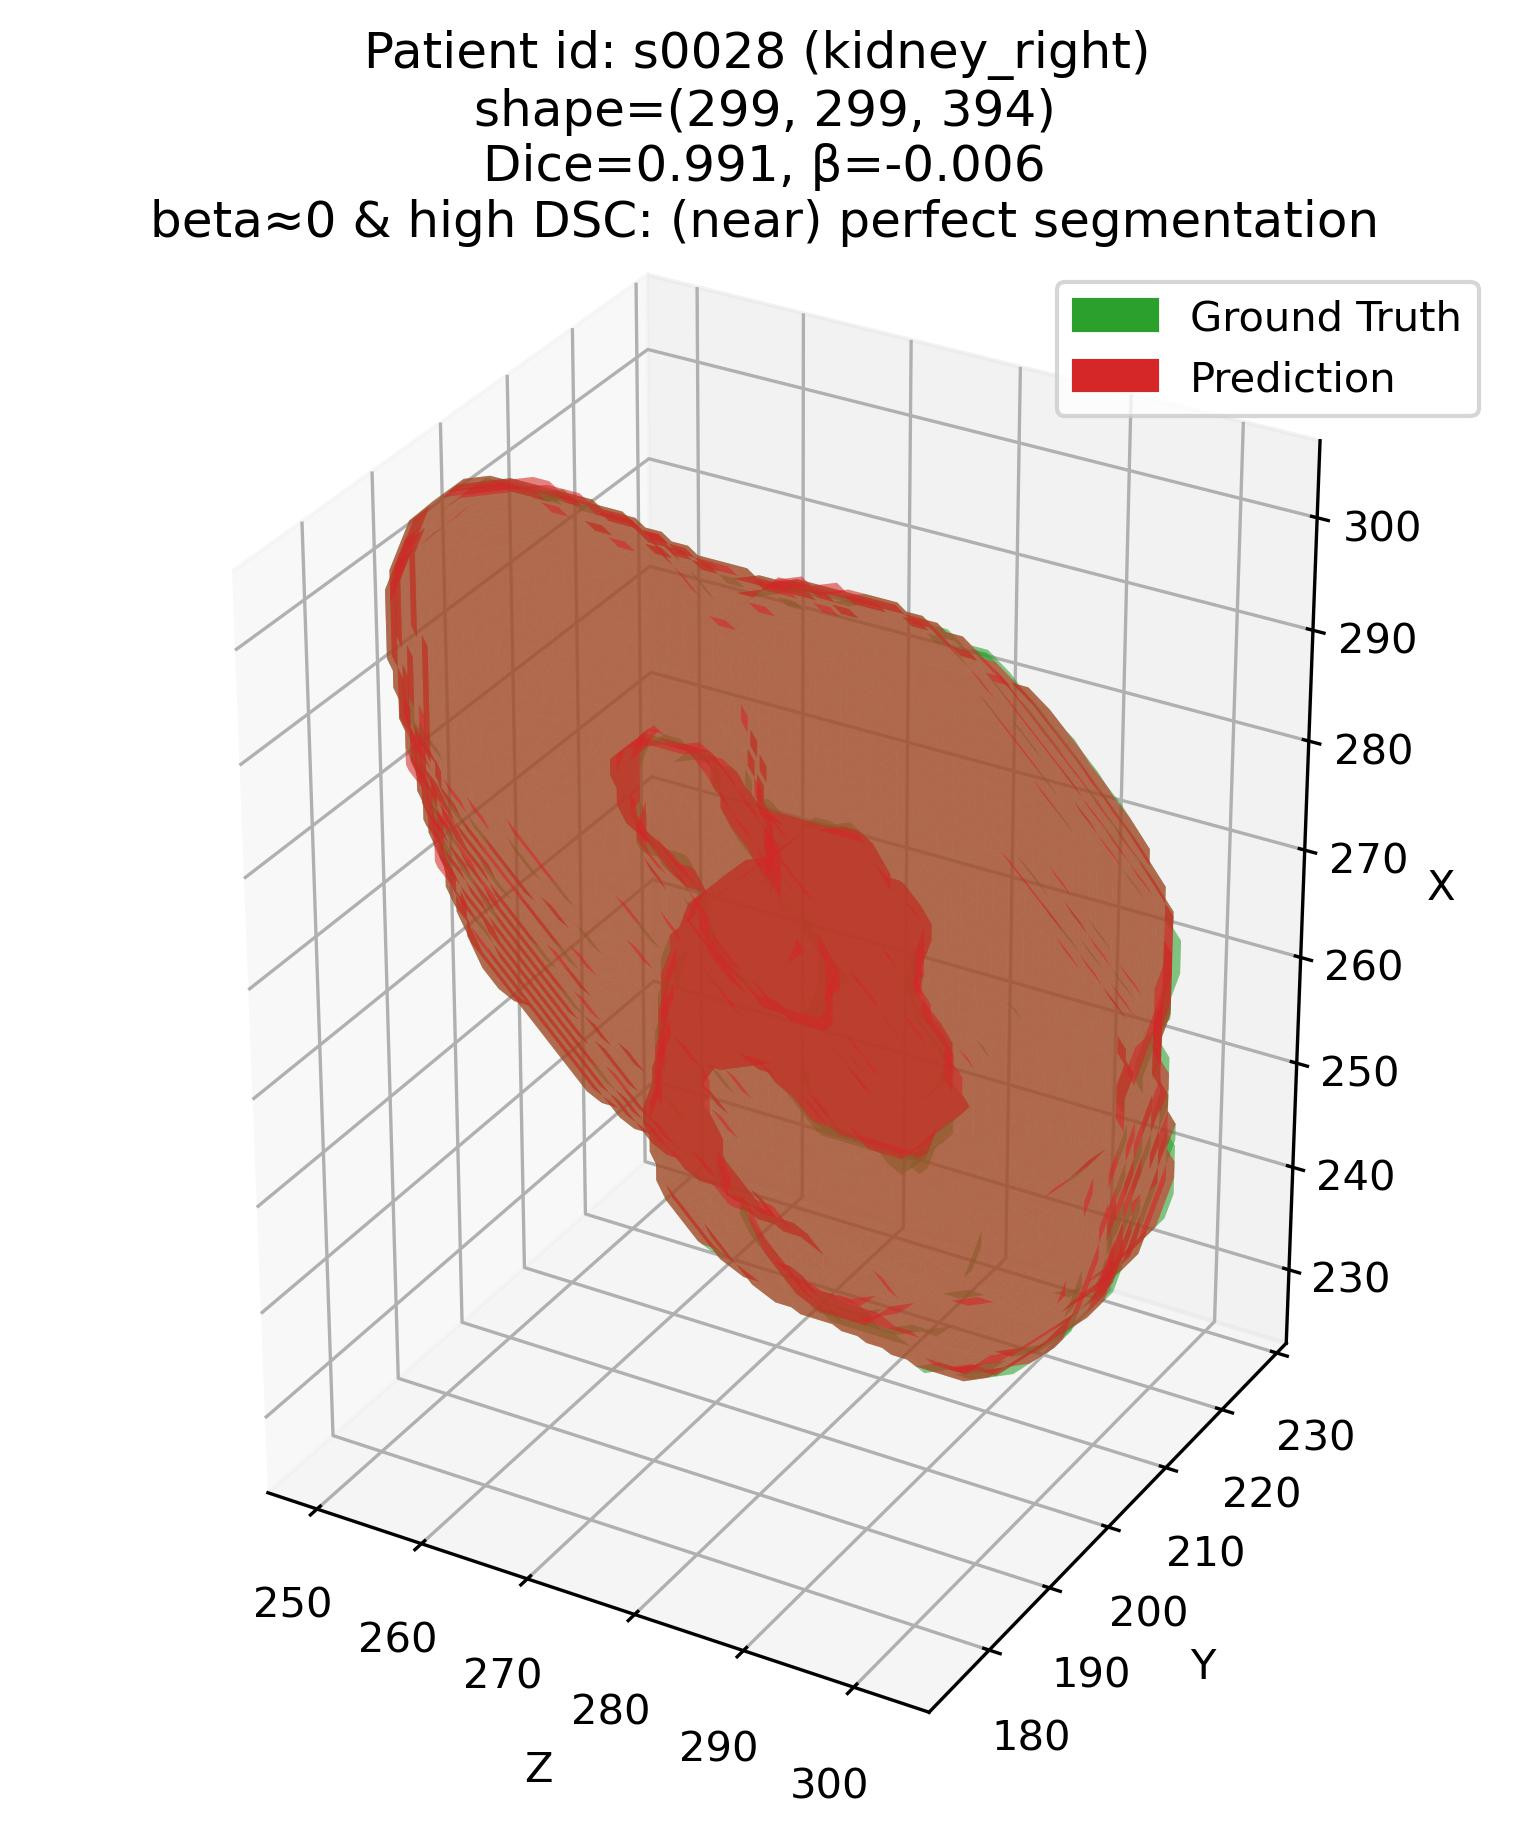 Patient id: s0028 (kidney_right)
shape=(299, 299, 394)
Dice=0.991, β=-0.006
beta≈0 & high DSC: (near) perfect segmentation
Ground Truth
Prediction
300
290
280
270
260
250
240
230
X
230
220
210
200
190
180
Y
250
260
270
280
290
300
Z